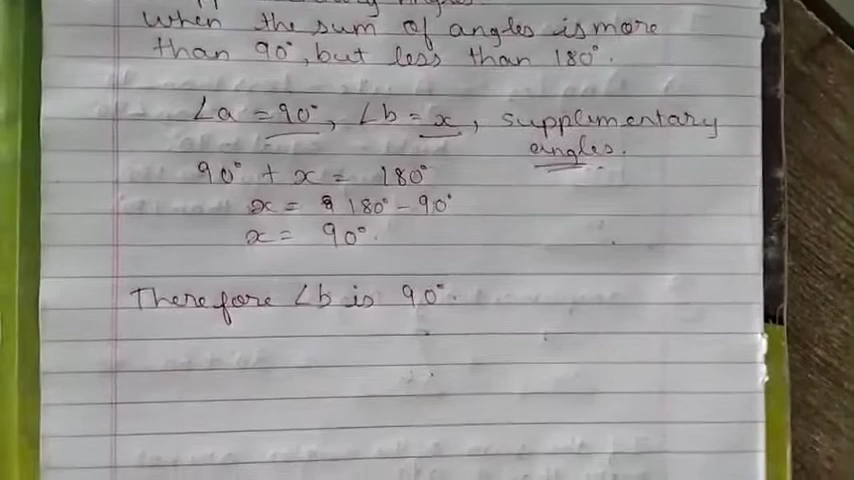 when the sum of angles is more
than 90°, but less than 180°.
∠a = 90°, ∠b = x, supplimentary
angles.
90° + x = 180°
x = 180° - 90°
x = 90°.
Therefore ∠b is 90°.